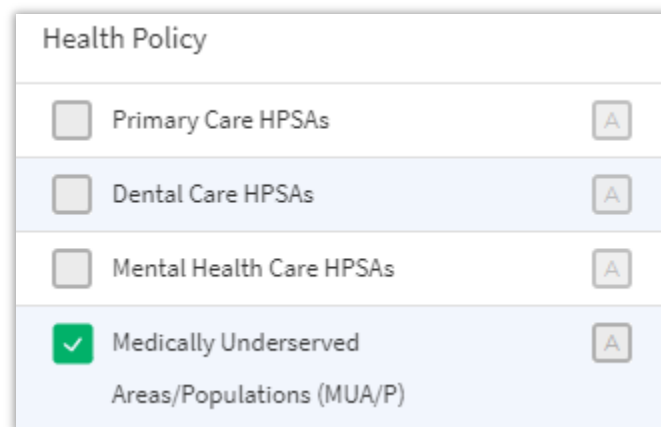 Health Policy
Primary Care HPSAs A
Dental Care HPSAs A
Mental Health Care HPSAs A
Medically Underserved A
Areas/Populations (MUA/P)